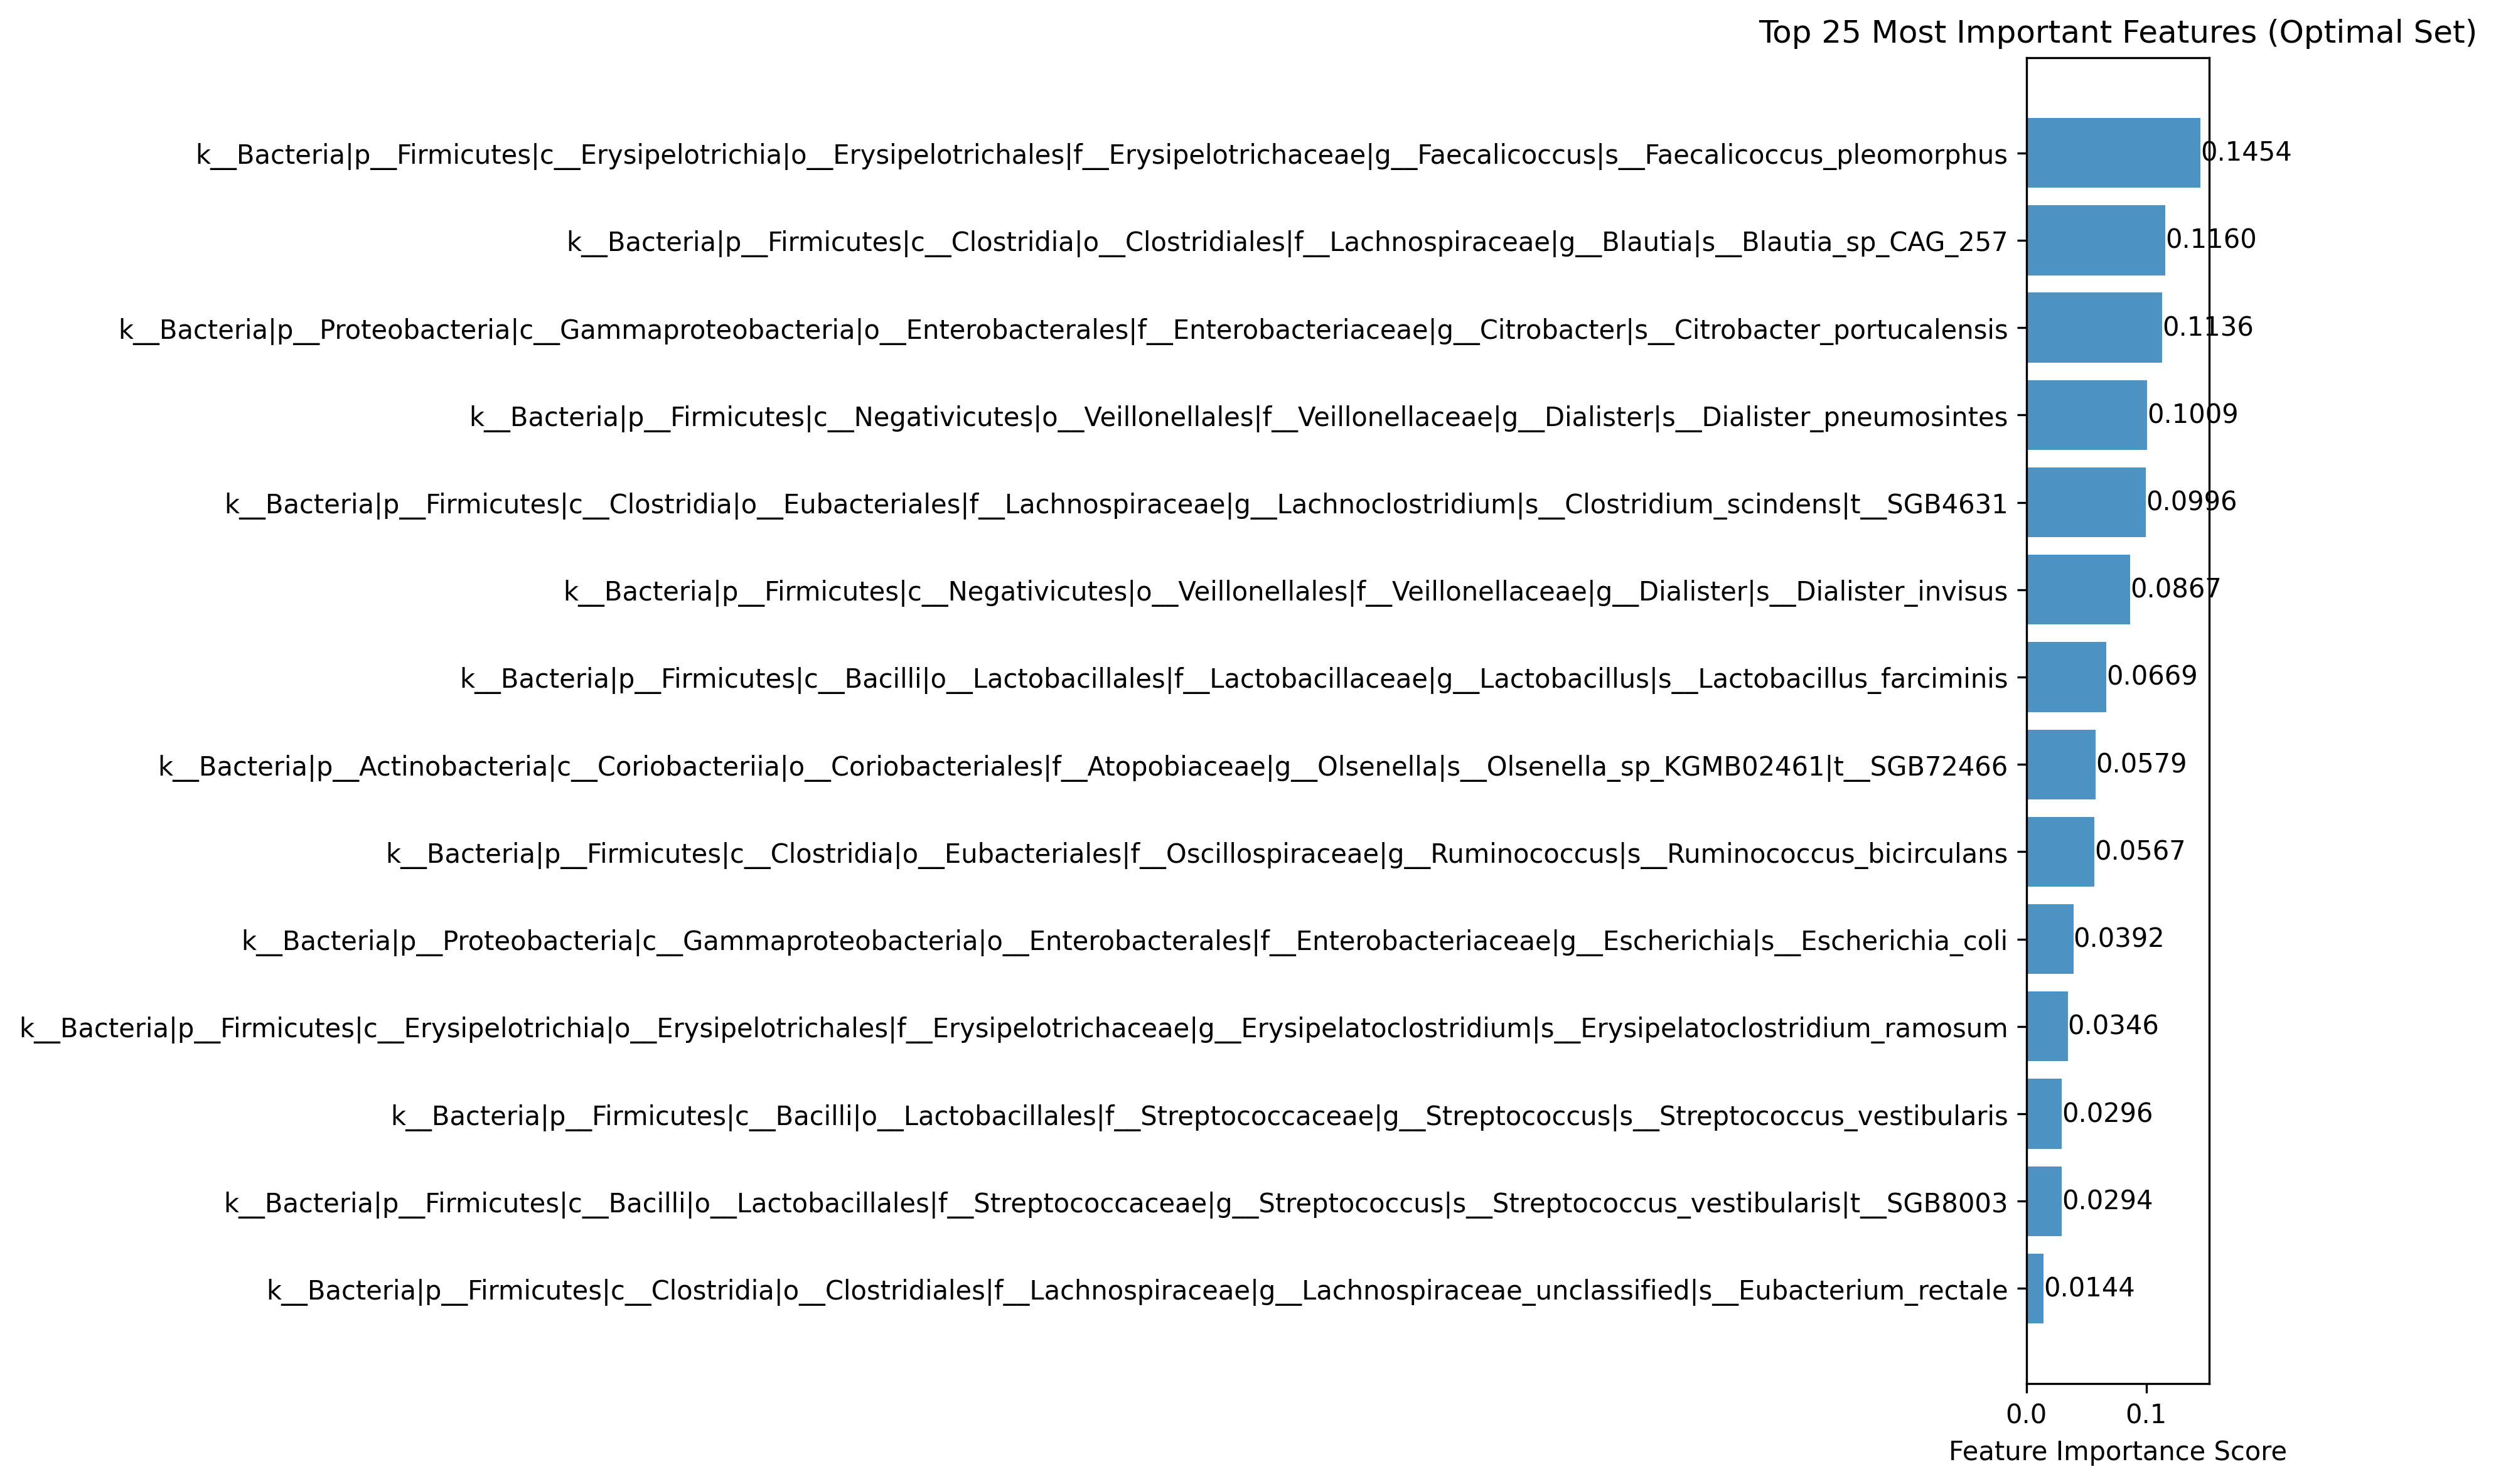 Top 25 Most Important Features (Optimal Set)
k__Bacteria|p__Firmicutes|c__Erysipelotrichia|o__Erysipelotrichales|f__Erysipelotrichaceae|g__Faecalicoccus|s__Faecalicoccus_pleomorphus 0.1454
k__Bacteria|p__Firmicutes|c__Clostridia|o__Clostridiales|f__Lachnospiraceae|g__Blautia|s__Blautia_sp_CAG_257 0.1160
k__Bacteria|p__Proteobacteria|c__Gammaproteobacteria|o__Enterobacterales|f__Enterobacteriaceae|g__Citrobacter|s__Citrobacter_portucalensis 0.1136
k__Bacteria|p__Firmicutes|c__Negativicutes|o__Veillonellales|f__Veillonellaceae|g__Dialister|s__Dialister_pneumosintes 0.1009
k__Bacteria|p__Firmicutes|c__Clostridia|o__Eubacteriales|f__Lachnospiraceae|g__Lachnoclostridium|s__Clostridium_scindens|t__SGB4631 0.0996
k__Bacteria|p__Firmicutes|c__Negativicutes|o__Veillonellales|f__Veillonellaceae|g__Dialister|s__Dialister_invisus 0.0867
k__Bacteria|p__Firmicutes|c__Bacilli|o__Lactobacillales|f__Lactobacillaceae|g__Lactobacillus|s__Lactobacillus_farciminis 0.0669
k__Bacteria|p__Actinobacteria|c__Coriobacteriia|o__Coriobacteriales|f__Atopobiaceae|g__Olsenella|s__Olsenella_sp_KGMB02461|t__SGB72466 0.0579
k__Bacteria|p__Firmicutes|c__Clostridia|o__Eubacteriales|f__Oscillospiraceae|g__Ruminococcus|s__Ruminococcus_bicirculans 0.0567
k__Bacteria|p__Proteobacteria|c__Gammaproteobacteria|o__Enterobacterales|f__Enterobacteriaceae|g__Escherichia|s__Escherichia_coli 0.0392
k__Bacteria|p__Firmicutes|c__Erysipelotrichia|o__Erysipelotrichales|f__Erysipelotrichaceae|g__Erysipelatoclostridium|s__Erysipelatoclostridium_ramosum 0.0346
k__Bacteria|p__Firmicutes|c__Bacilli|o__Lactobacillales|f__Streptococcaceae|g__Streptococcus|s__Streptococcus_vestibularis 0.0296
k__Bacteria|p__Firmicutes|c__Bacilli|o__Lactobacillales|f__Streptococcaceae|g__Streptococcus|s__Streptococcus_vestibularis|t__SGB8003 0.0294
k__Bacteria|p__Firmicutes|c__Clostridia|o__Clostridiales|f__Lachnospiraceae|g__Lachnospiraceae_unclassified|s__Eubacterium_rectale 0.0144
0.0 0.1
Feature Importance Score